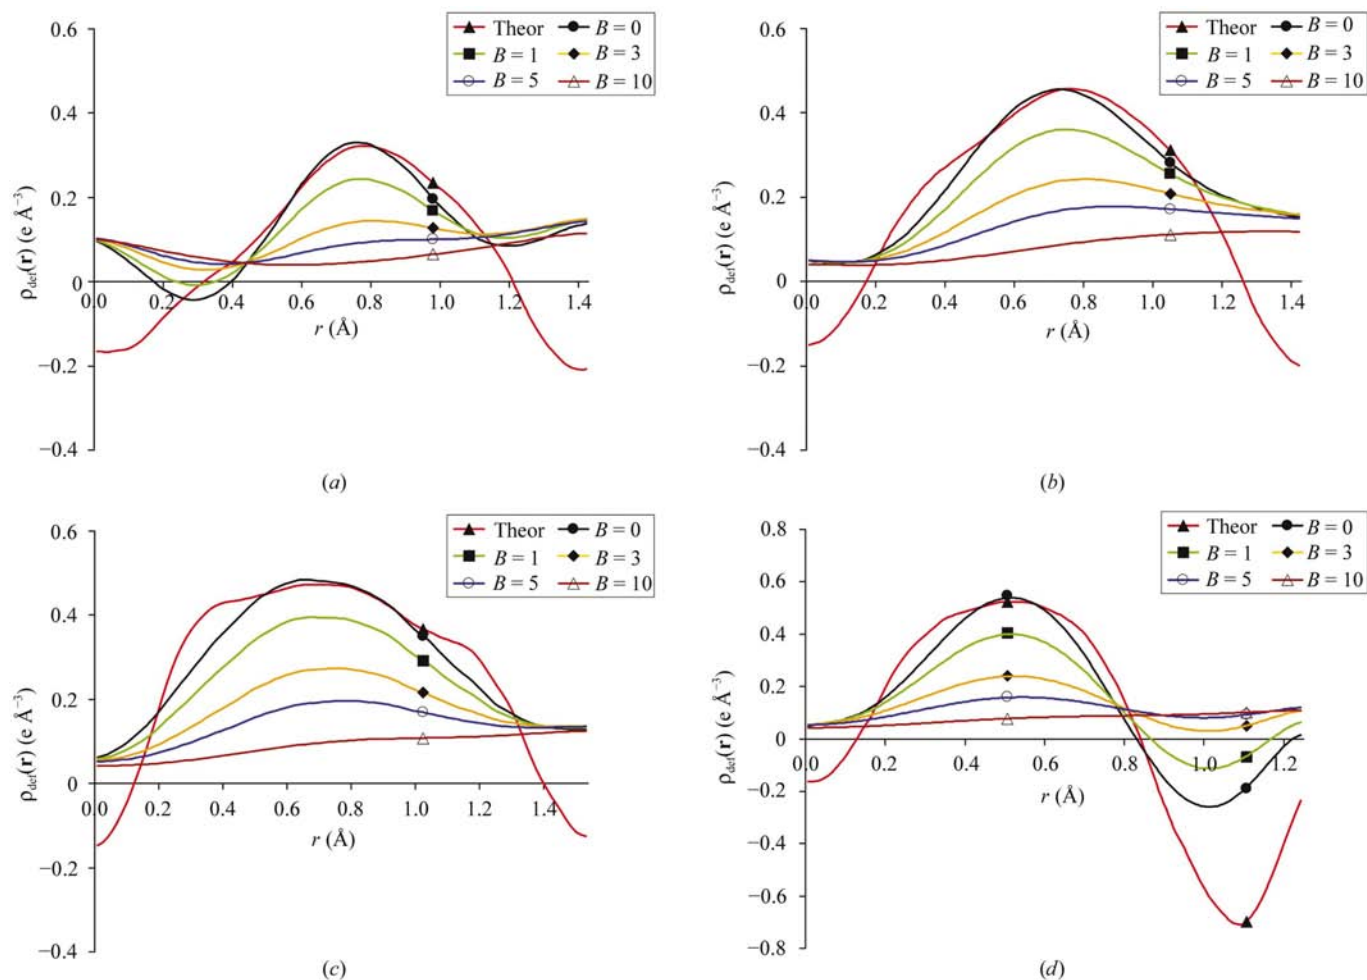 0.6
0.4
0.2
0
−0.2
−0.4
ρdef(r) (e Å−3)
0.0 0.2 0.4 0.6 0.8 1.0 1.2 1.4
r (Å)
Theor B = 0
B = 1 B = 3
B = 5 B = 10
(a)
0.6
0.4
0.2
0
−0.2
−0.4
ρdef(r) (e Å−3)
0.0 0.2 0.4 0.6 0.8 1.0 1.2 1.4
r (Å)
Theor B = 0
B = 1 B = 3
B = 5 B = 10
(b)
0.6
0.4
0.2
0
−0.2
−0.4
ρdef(r) (e Å−3)
0.0 0.2 0.4 0.6 0.8 1.0 1.2 1.4
r (Å)
Theor B = 0
B = 1 B = 3
B = 5 B = 10
(c)
0.8
0.6
0.4
0.2
0
−0.2
−0.4
−0.6
−0.8
ρdef(r) (e Å−3)
0.0 0.2 0.4 0.6 0.8 1.0 1.2
r (Å)
Theor B = 0
B = 1 B = 3
B = 5 B = 10
(d)